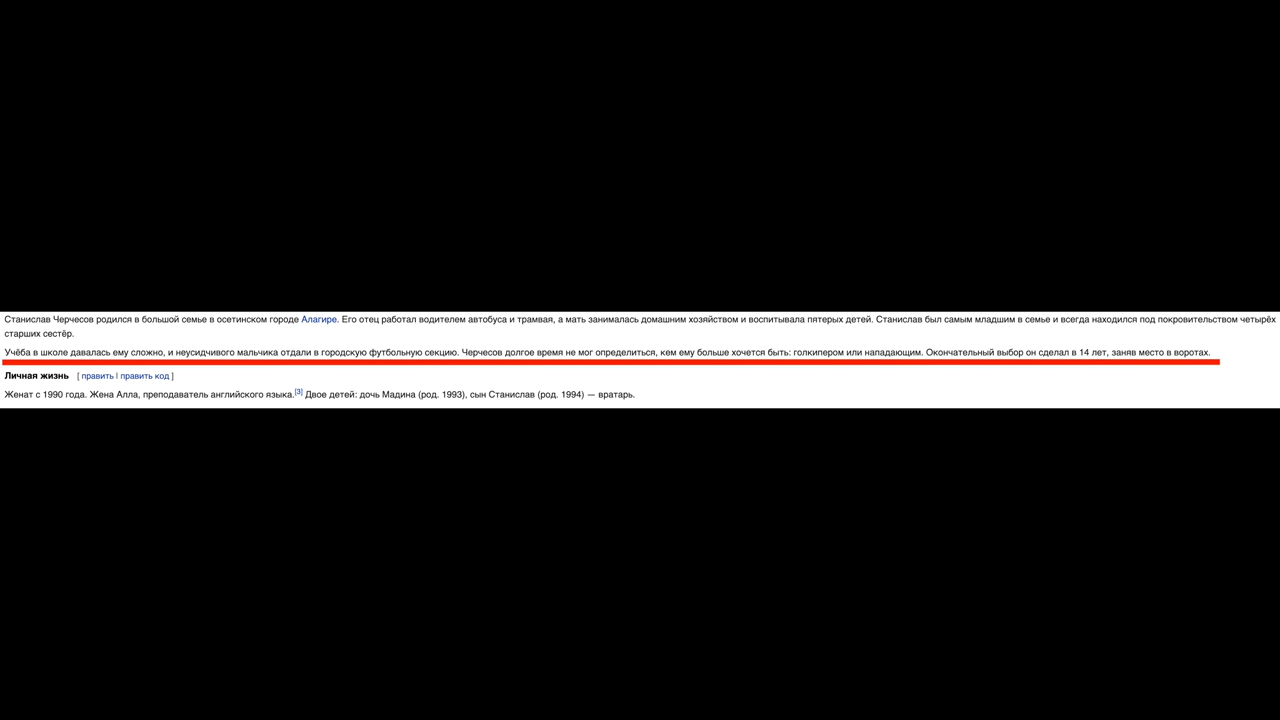 Станислав Черчесов родился в большой семье в осетинском городе Алагире. Его отец работал водителем автобуса и трамвая, а мать занималась домашним хозяйством и воспитывала пятерых детей. Станислав был самым младшим в семье и всегда находился под покровительством четырёх
старших сестёр.
Учёба в школе давалась ему сложно, и неусидчивого мальчика отдали в городскую футбольную секцию. Черчесов долгое время не мог определиться, кем ему больше хочется быть: голкипером или нападающим. Окончательный выбор он сделал в 14 лет, заняв место в воротах.
Личная жизнь [ править | править код ]
Женат с 1990 года. Жена Алла, преподаватель английского языка.[3] Двое детей: дочь Мадина (род. 1993), сын Станислав (род. 1994) — вратарь.